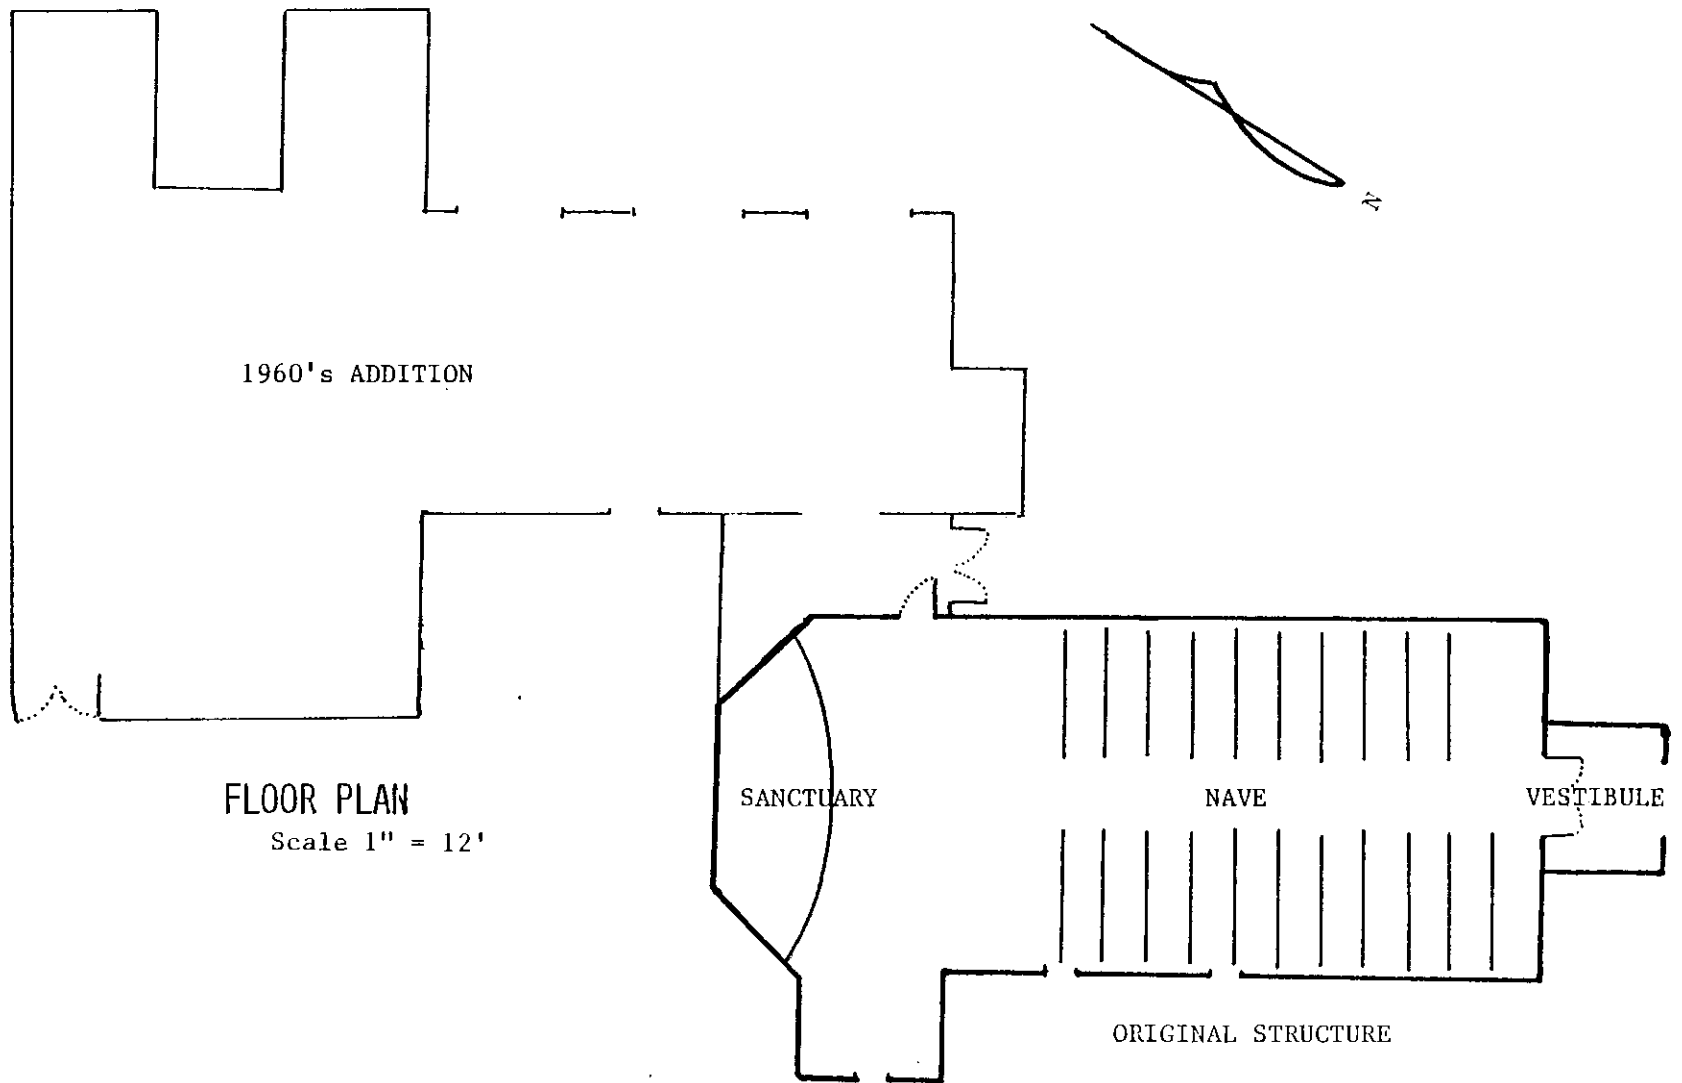 N
1960's ADDITION
FLOOR PLAN
Scale 1" = 12'
SANCTUARY
NAVE
VESTIBULE
ORIGINAL STRUCTURE